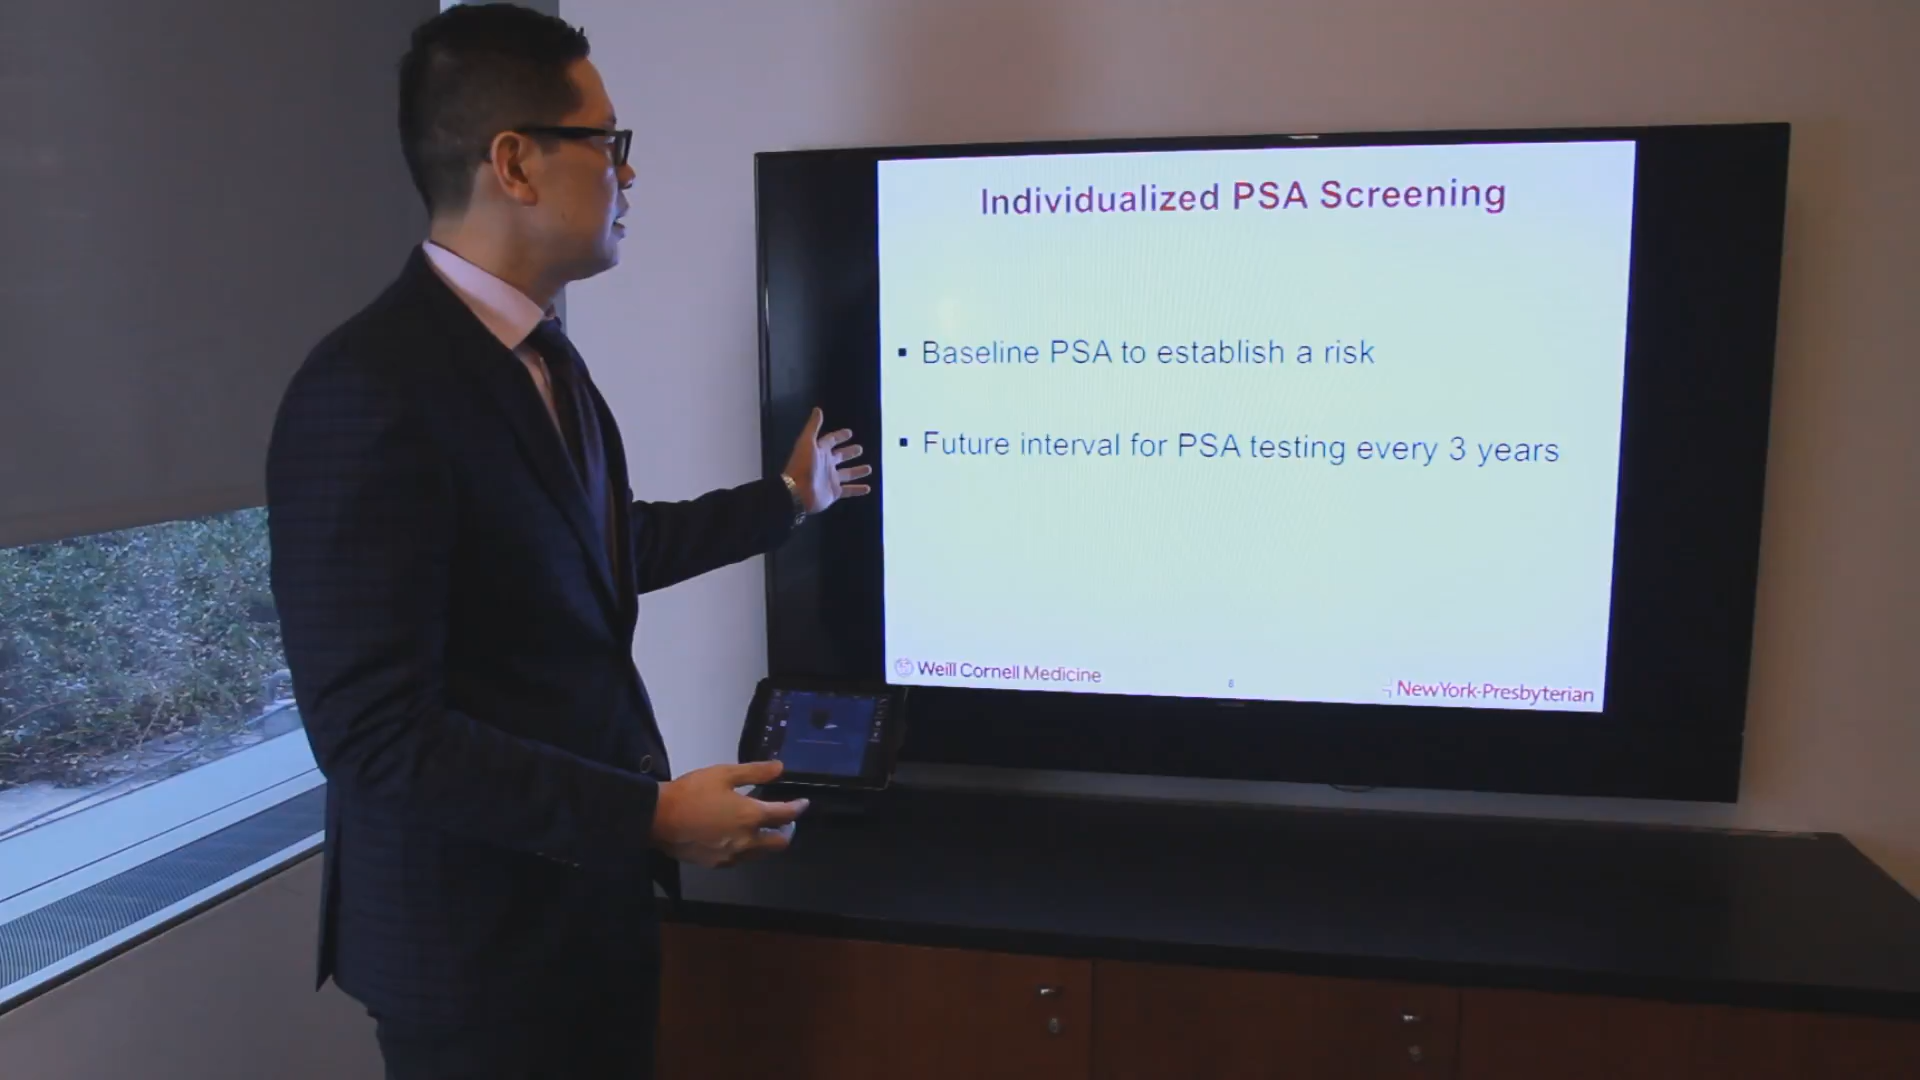 Individualized PSA Screening
▪ Baseline PSA to establish a risk
▪ Future interval for PSA testing every 3 years
Weill Cornell Medicine
6
NewYork-Presbyterian